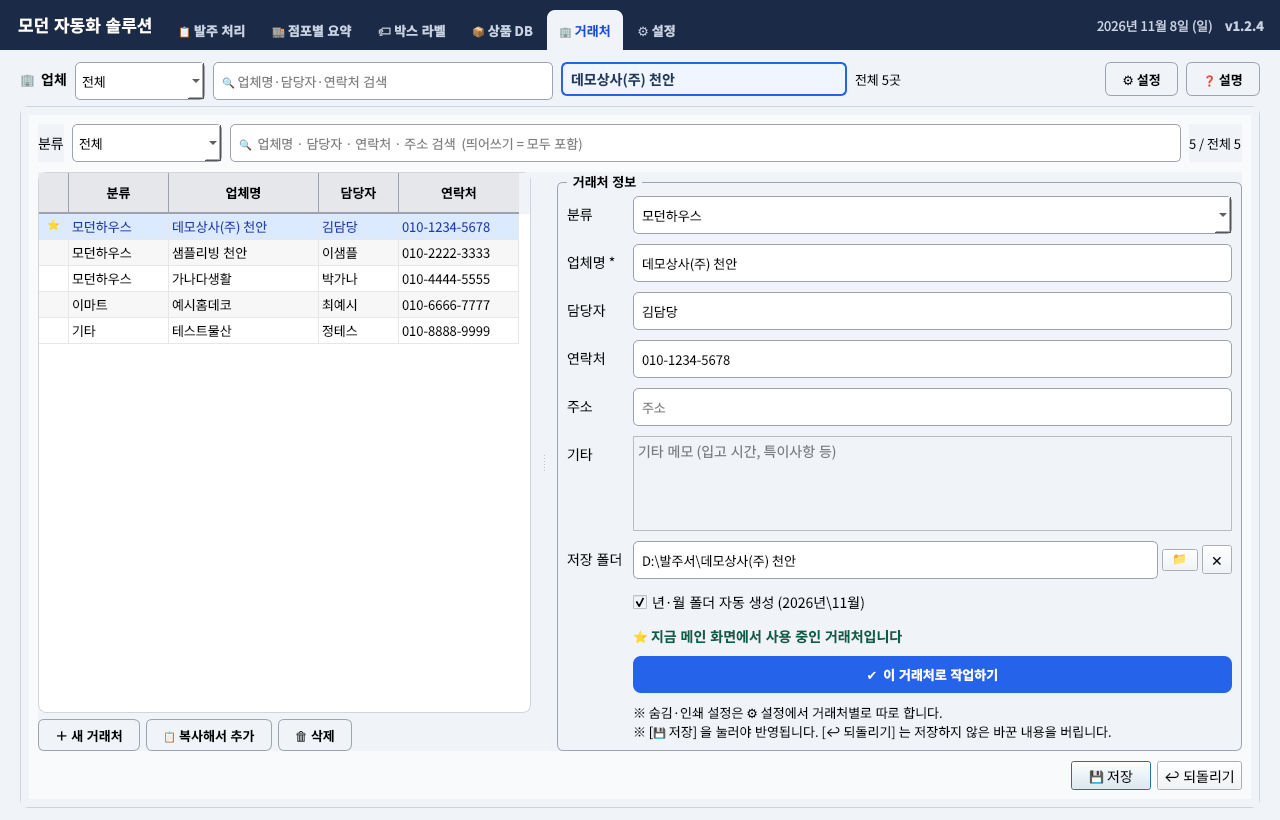 모던 자동화 솔루션
📋 발주 처리
🏬 점포별 요약
🏷 박스 라벨
📦 상품 DB
🏢 거래처
⚙ 설정
2026년 11월 8일 (일) v1.2.4
🏢 업체
전체
🔍 업체명·담당자·연락처 검색
데모상사(주) 천안
전체 5곳
⚙ 설정
❓ 설명
분류
전체
🔍 업체명 · 담당자 · 연락처 · 주소 검색 (띄어쓰기 = 모두 포함)
5 / 전체 5
분류 업체명 담당자 연락처
⭐ 모던하우스 데모상사(주) 천안 김담당 010-1234-5678
모던하우스 샘플리빙 천안 이샘플 010-2222-3333
모던하우스 가나다생활 박가나 010-4444-5555
이마트 예시홈데코 최예시 010-6666-7777
기타 테스트물산 정테스 010-8888-9999
＋ 새 거래처
📋 복사해서 추가
🗑 삭제
거래처 정보
분류 모던하우스
업체명 * 데모상사(주) 천안
담당자 김담당
연락처 010-1234-5678
주소 주소
기타 기타 메모 (입고 시간, 특이사항 등)
저장 폴더 D:\발주서\데모상사(주) 천안 📁 ✕
✔ 년·월 폴더 자동 생성 (2026년\11월)
⭐ 지금 메인 화면에서 사용 중인 거래처입니다
✔ 이 거래처로 작업하기
※ 숨김·인쇄 설정은 ⚙ 설정에서 거래처별로 따로 합니다.
※ [💾 저장] 을 눌러야 반영됩니다. [↩ 되돌리기] 는 저장하지 않은 바꾼 내용을 버립니다.
💾 저장
↩ 되돌리기